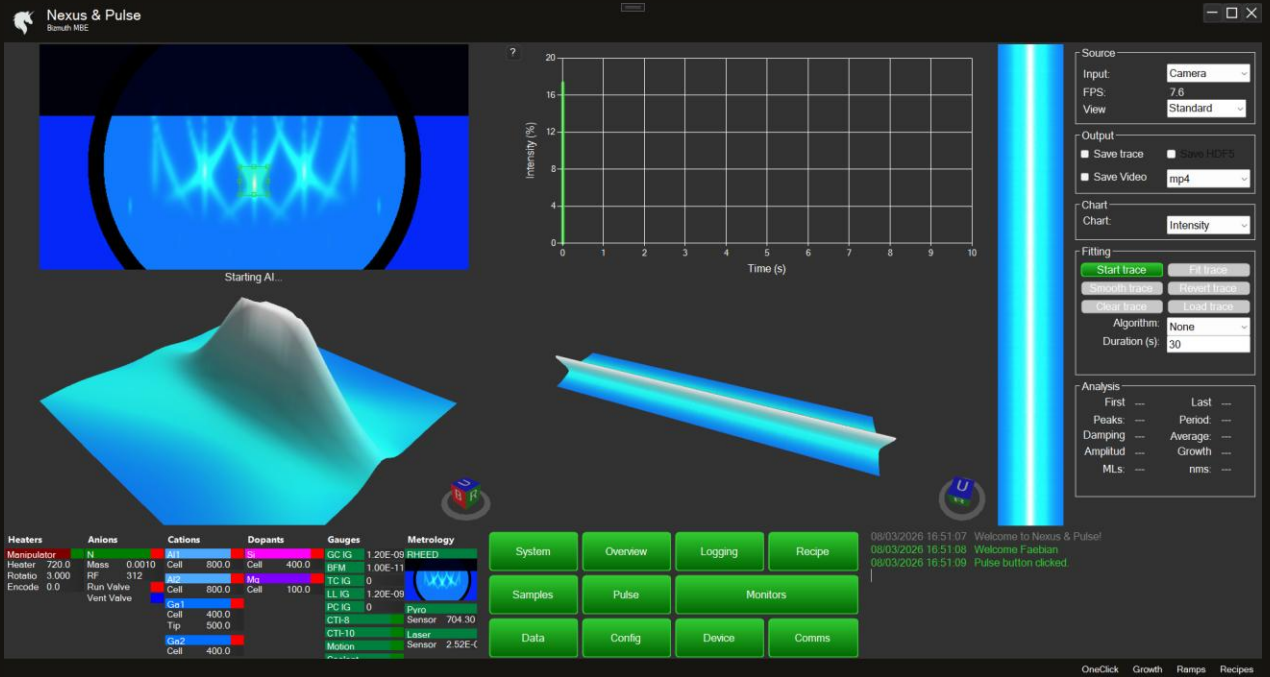 Nexus & Pulse
Bizmuth MBE
?
20
16
12
8
4
0
Intensity (%)
0 1 2 3 4 5 6 7 8 9 10
Time (s)
Starting AI...
Source
Input: Camera
FPS: 7.6
View Standard
Output
Save trace Save HDF5
Save Video mp4
Chart
Chart: Intensity
Fitting
Start trace Fit trace
Smooth trace Revert trace
Clear trace Load trace
Algorithm: None
Duration (s): 30
Analysis
First --- Last ---
Peaks: --- Period: ---
Damping --- Average: ---
Amplitud --- Growth ---
MLs: --- nms: ---
U
B R
U
Heaters
Manipulator
Heater 720.0
Rotatio 3.000
Encode 0.0
Anions
N
Mass 0.0010
RF 312
Run Valve
Vent Valve
Cations
Al1
Cell 800.0
Al2
Cell 800.0
Ga1
Cell 400.0
Tip 500.0
Ga2
Cell 400.0
Dopants
Si
Cell 400.0
Mg
Cell 100.0
Gauges
GC IG 1.20E-09
BFM 1.00E-11
TC IG 0
LL IG 1.20E-09
PC IG 0
CTI-8
CTI-10
Motion
Metrology
RHEED
Pyro
Sensor 704.30
Laser
Sensor 2.52E-0
System Overview Logging Recipe
Samples Pulse Monitors
Data Config Device Comms
08/03/2026 16:51:07 Welcome to Nexus & Pulse!
08/03/2026 16:51:08 Welcome Faebian
08/03/2026 16:51:09 Pulse button clicked.
OneClick Growth Ramps Recipes